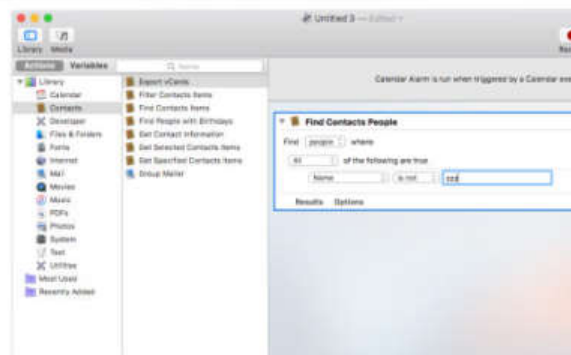 Untitled 3 — Edited
Library Media
Actions Variables
Name
Library
Calendar
Contacts
Developer
Files & Folders
Fonts
Internet
Mail
Movies
Music
PDFs
Photos
System
Text
Utilities
Most Used
Recently Added
Export vCards
Filter Contacts Items
Find Contacts Items
Find People with Birthdays
Get Contact Information
Get Selected Contacts Items
Get Specified Contacts Items
Group Mailer
Calendar Alarm is run when triggered by a Calendar eve
Find Contacts People
Find people where
All of the following are true
Name is not zzz
Results Options